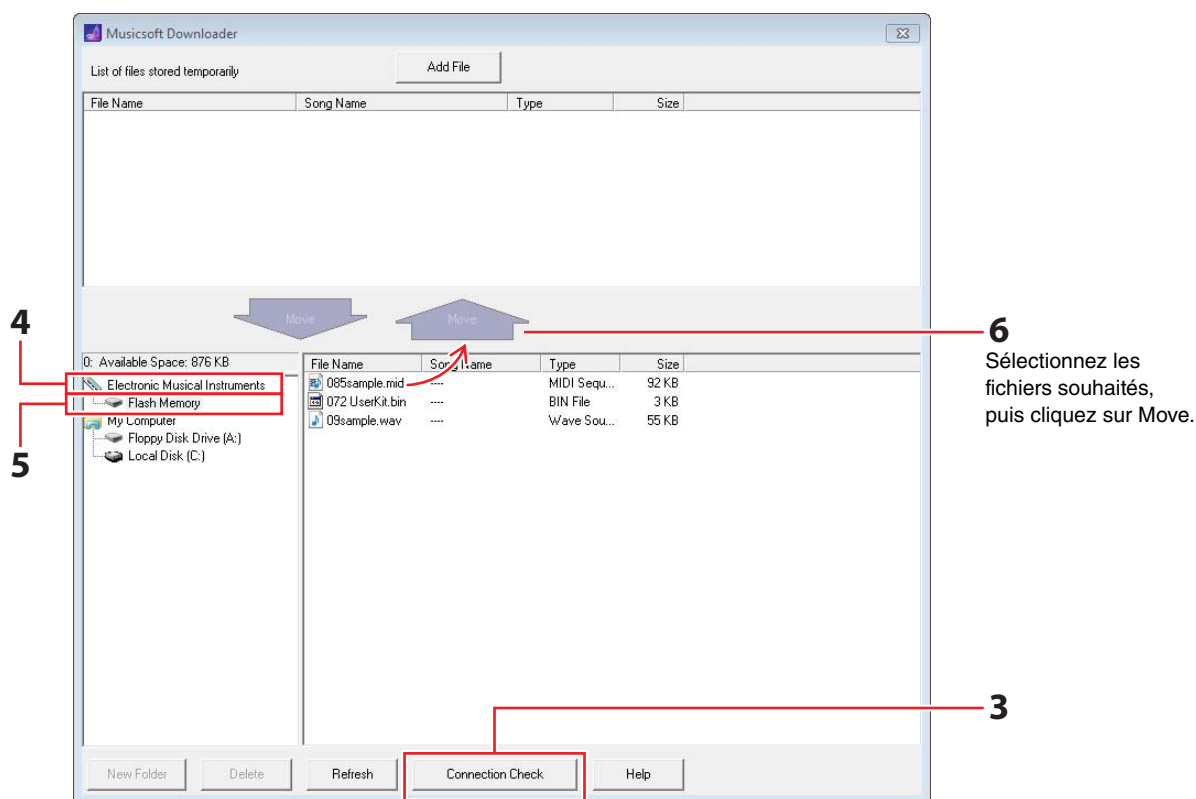 Musicsoft Downloader
List of files stored temporarily
Add File
File Name Song Name Type Size
Move Move
4
6
Sélectionnez les
fichiers souhaités,
puis cliquez sur Move.
0: Available Space: 876 KB
Electronic Musical Instruments
Flash Memory
My Computer
Floppy Disk Drive (A:)
Local Disk (C:)
5
File Name Song Name Type Size
085sample.mid ---- MIDI Sequ... 92 KB
072 UserKit.bin ---- BIN File 3 KB
09sample.wav ---- Wave Sou... 55 KB
3
New Folder Delete Refresh Connection Check Help